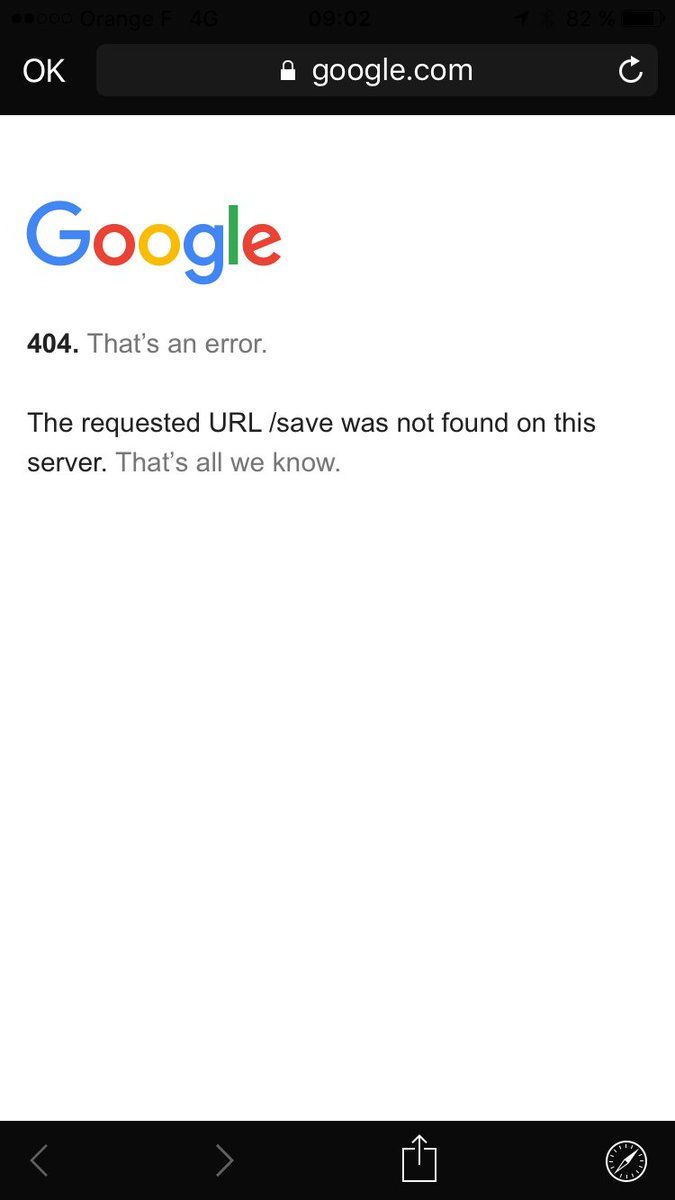 Orange F 4G 09:02 82 %
OK google.com
Google
404. That’s an error.
The requested URL /save was not found on this
server. That’s all we know.